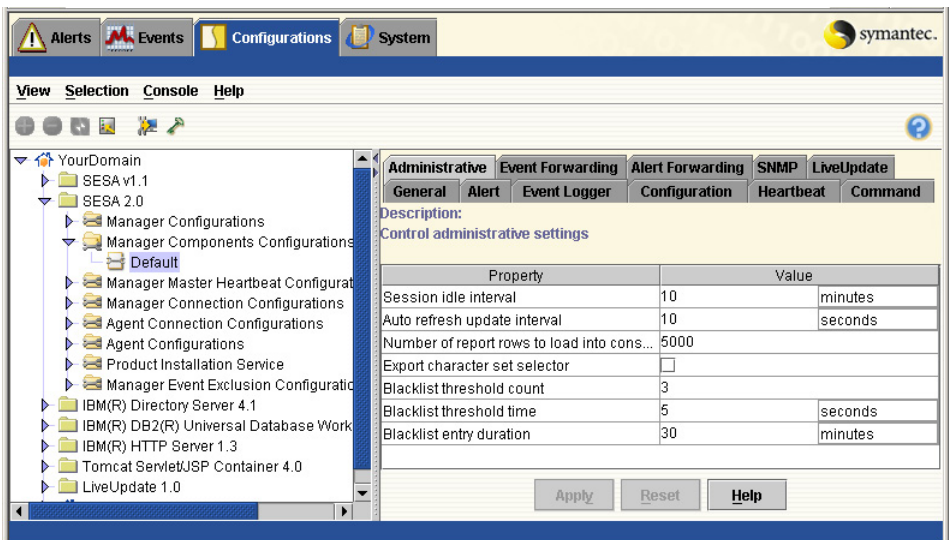 Alerts Events Configurations System symantec.
View Selection Console Help
YourDomain
SESA v1.1
SESA 2.0
Manager Configurations
Manager Components Configurations
Default
Manager Master Heartbeat Configurat
Manager Connection Configurations
Agent Connection Configurations
Agent Configurations
Product Installation Service
Manager Event Exclusion Configuratic
IBM(R) Directory Server 4.1
IBM(R) DB2(R) Universal Database Work
IBM(R) HTTP Server 1.3
Tomcat Servlet/JSP Container 4.0
LiveUpdate 1.0
Administrative Event Forwarding Alert Forwarding SNMP LiveUpdate
General Alert Event Logger Configuration Heartbeat Command
Description:
Control administrative settings
Property Value
Session idle interval 10 minutes
Auto refresh update interval 10 seconds
Number of report rows to load into cons... 5000
Export character set selector
Blacklist threshold count 3
Blacklist threshold time 5 seconds
Blacklist entry duration 30 minutes
Apply Reset Help